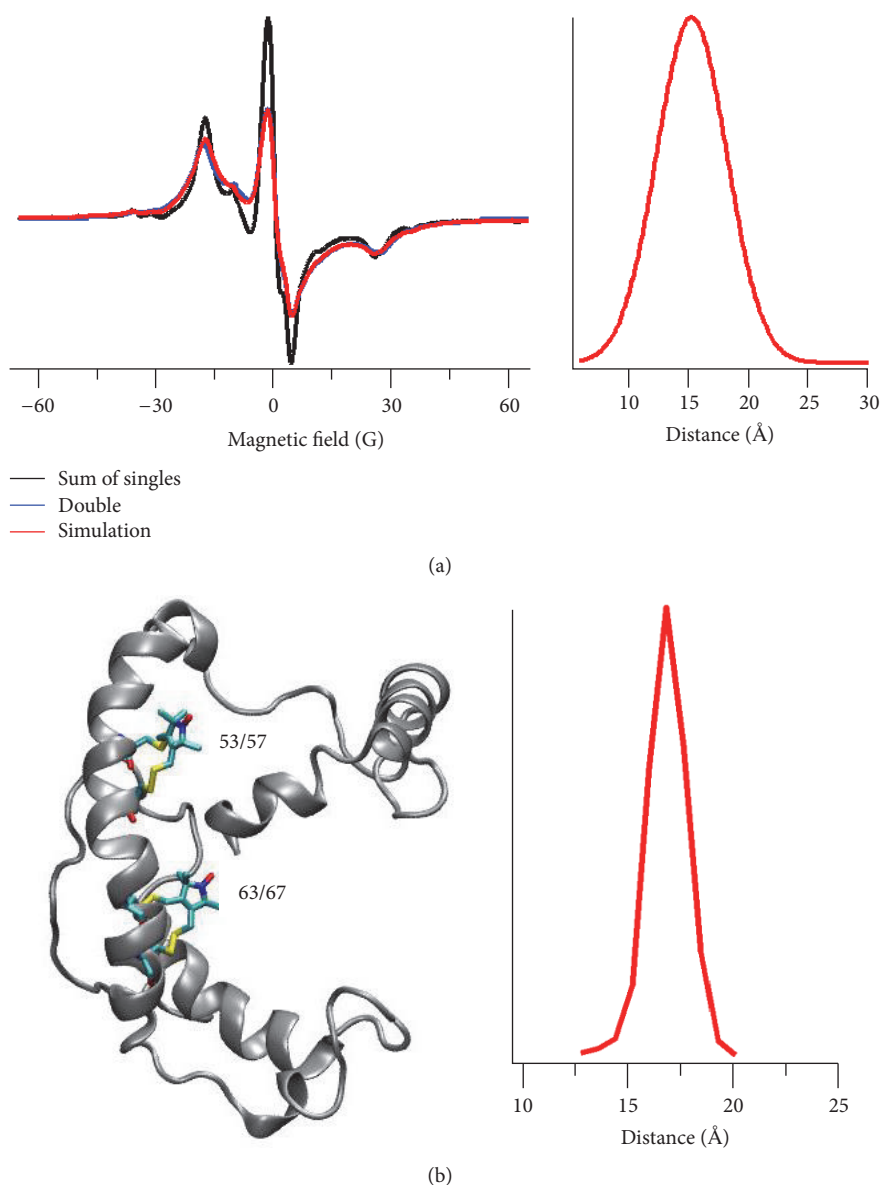 −60
−30
0
30
60
Magnetic field (G)
10
15
20
25
30
Distance (Å)
Sum of singles
Double
Simulation
(a)
53/57
63/67
10
15
20
25
Distance (Å)
(b)